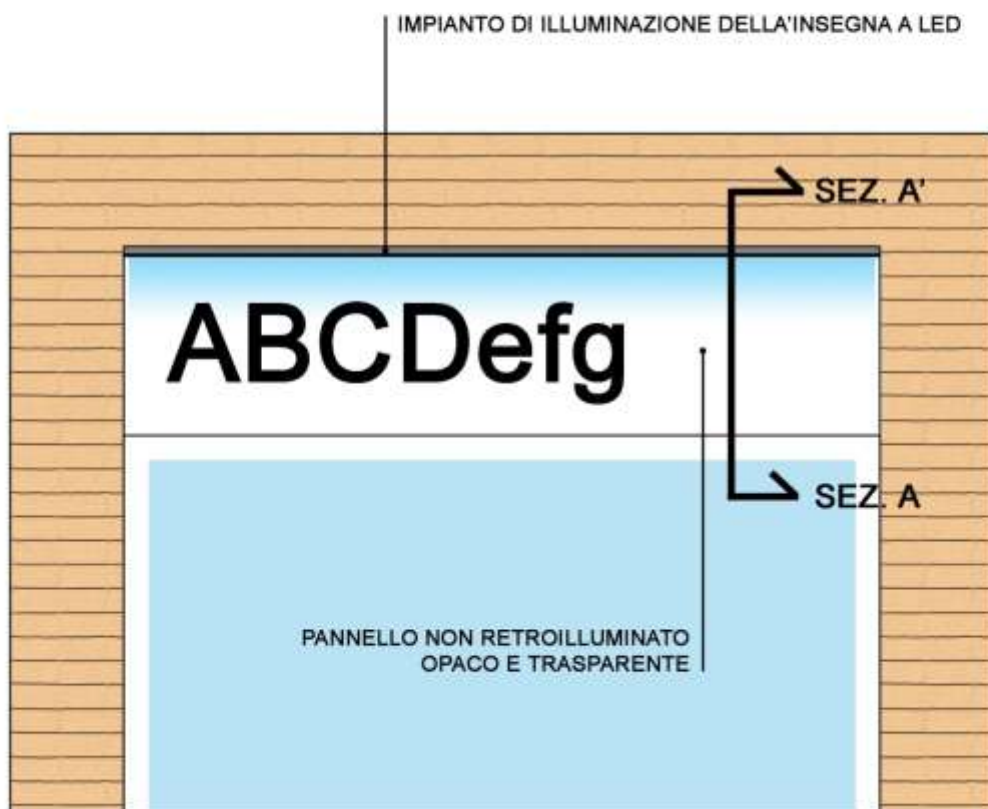 IMPIANTO DI ILLUMINAZIONE DELLA'INSEGNA A LED
SEZ. A'
ABCDefg
SEZ. A
PANNELLO NON RETROILLUMINATO
OPACO E TRASPARENTE